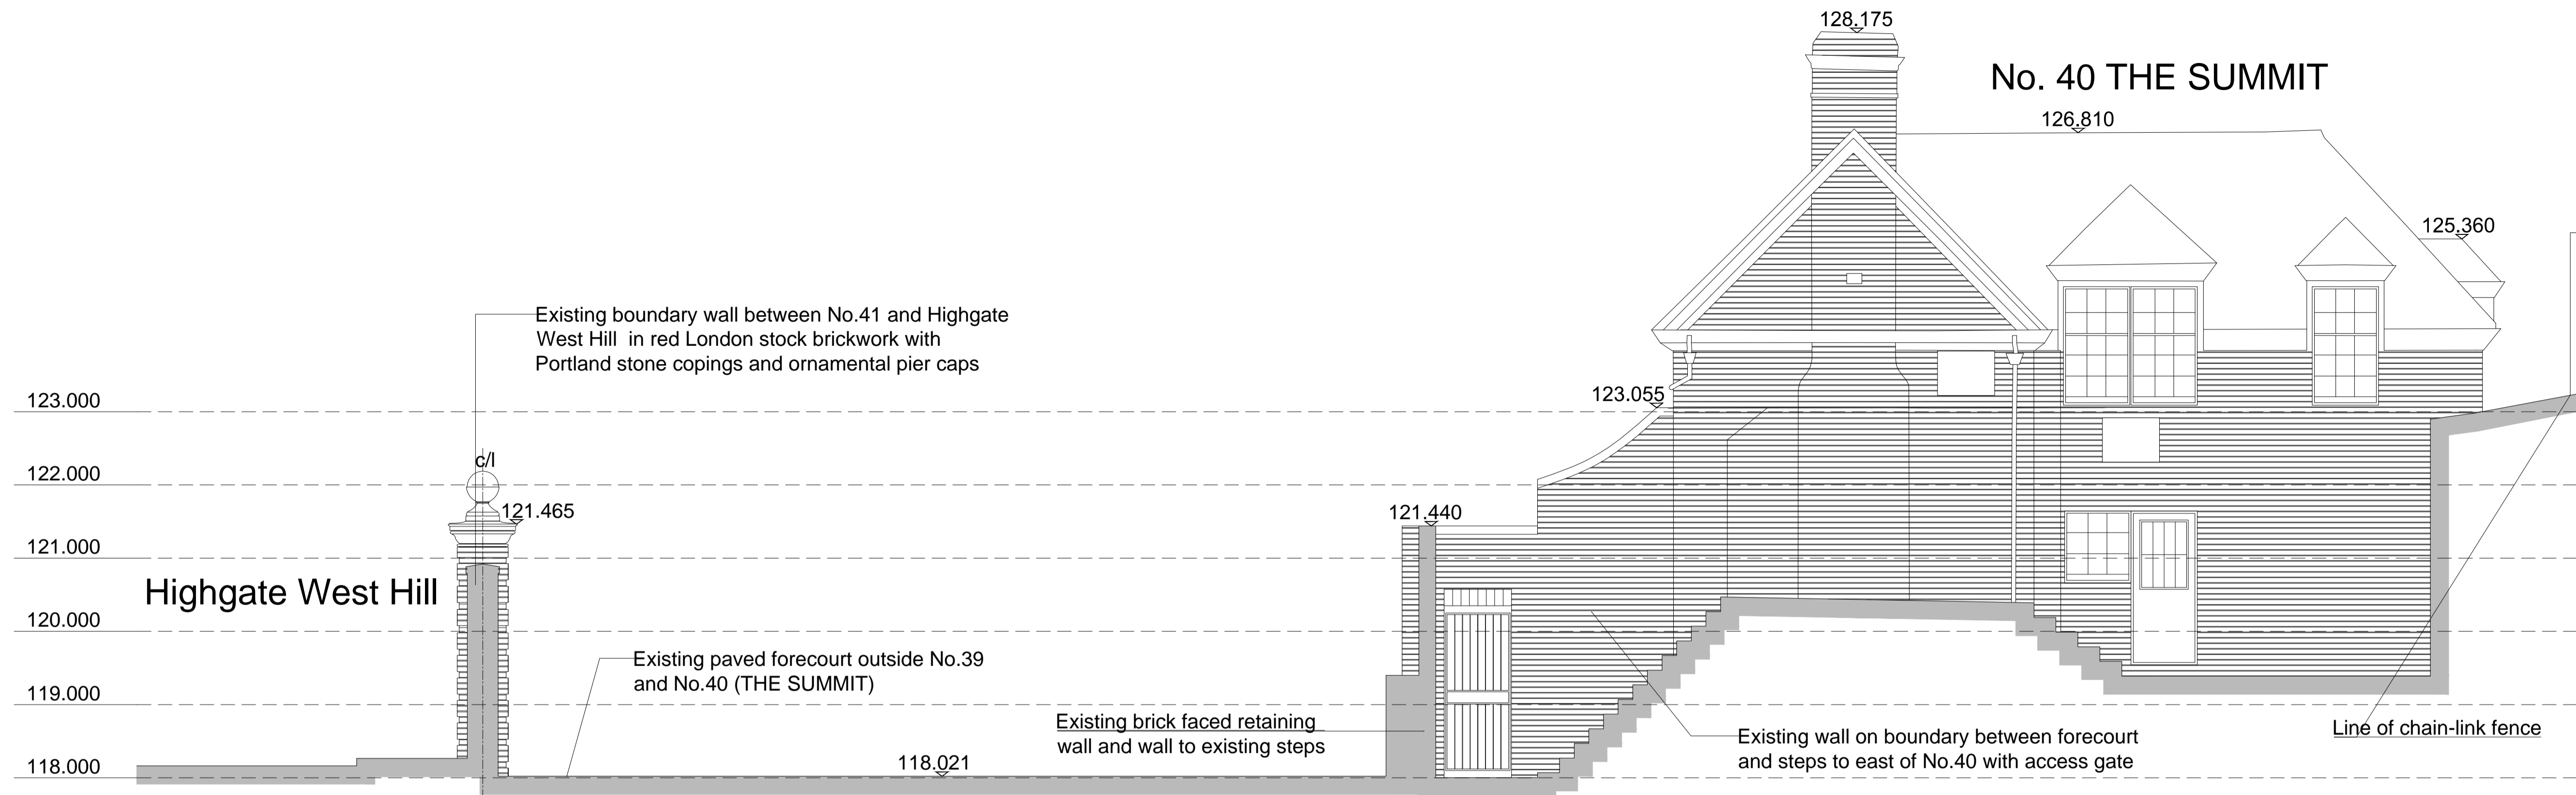 128.175
No. 40 THE SUMMIT
126.810
125.360
Existing boundary wall between No.41 and Highgate
West Hill in red London stock brickwork with
Portland stone copings and ornamental pier caps
123.055
123.000
c/l
122.000
121.465
121.440
121.000
Highgate West Hill
120.000
Existing paved forecourt outside No.39
and No.40 (THE SUMMIT)
119.000
Existing brick faced retaining
wall and wall to existing steps
Line of chain-link fence
Existing wall on boundary between forecourt
and steps to east of No.40 with access gate
118.000
118.021